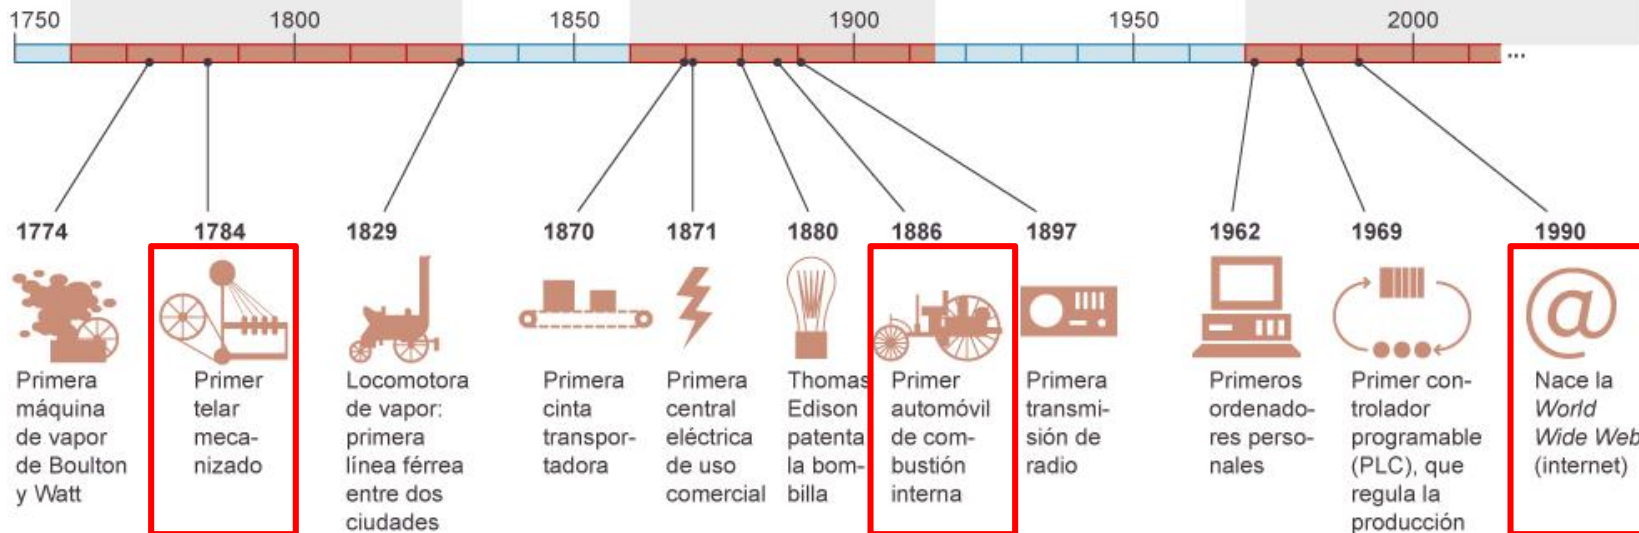 1750 1800 1850 1900 1950 2000
...
1774
Primera
máquina
de vapor
de Boulton
y Watt
1784
Primer
telar
meca-
nizado
1829
Locomotora
de vapor:
primera
línea férrea
entre dos
ciudades
1870
Primera
cinta
transpor-
tadora
1871
Primera
central
eléctrica
de uso
comercial
1880
Thomas
Edison
patenta
la bom-
billa
1886
Primer
automóvil
de com-
bustión
interna
1897
Primera
transmi-
sión de
radio
1962
Primeros
ordenado-
res perso-
nales
1969
Primer con-
trolador
programable
(PLC), que
regula la
producción
1990
@
Nace la
World
Wide Web
(internet)